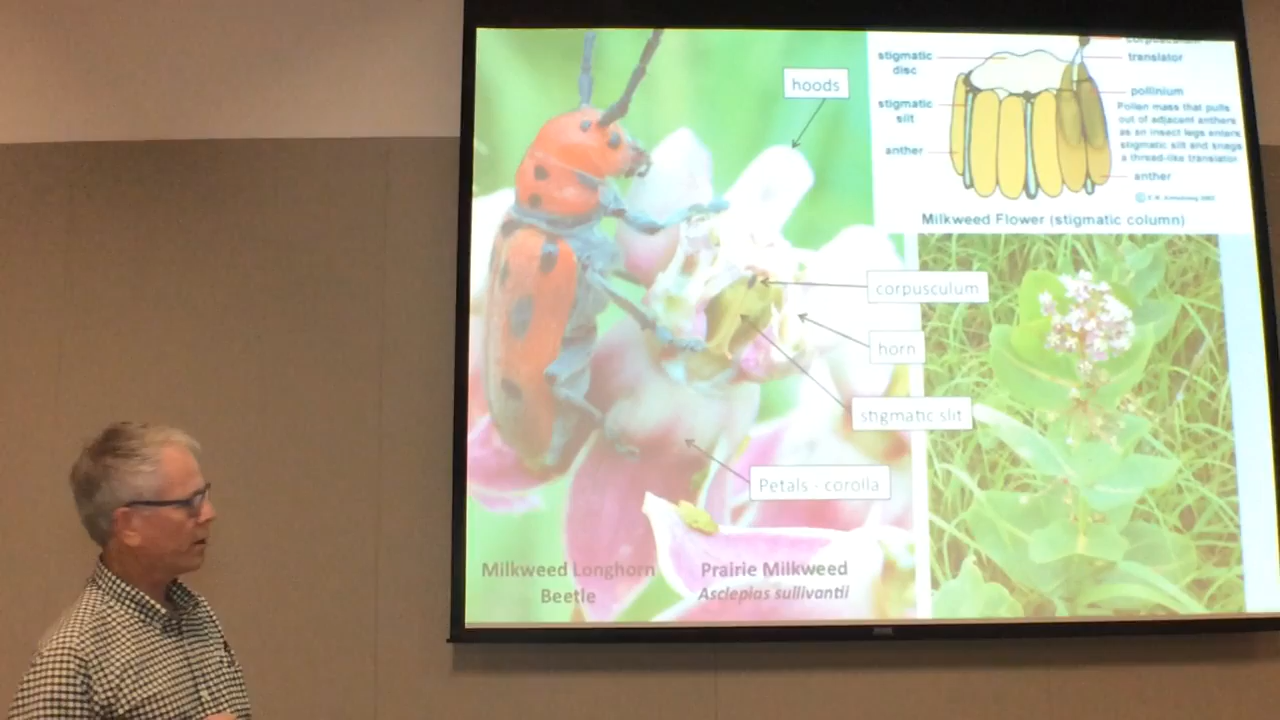 hoods
corpusculum
horn
stigmatic slit
Petals - corolla
Milkweed Longhorn
Beetle
Prairie Milkweed
Asclepias sullivantii
corpusculum
stigmatic
disc
translator
stigmatic
slit
pollinium
Pollen mass that pulls
out of adjacent anthers
as an insect legs enters
stigmatic slit and snags
a thread-like translator
anther
anther
Milkweed Flower (stigmatic column)